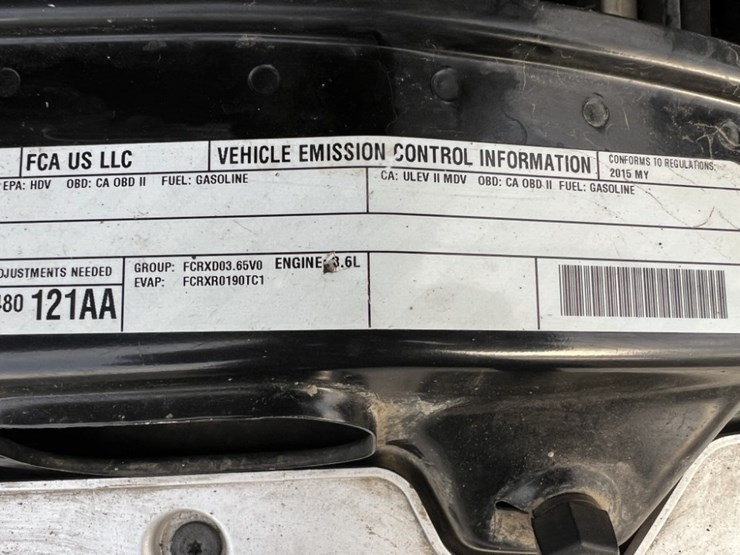 FCA US LLC
VEHICLE EMISSION CONTROL INFORMATION
CONFORMS TO REGULATIONS:
2015 MY
EPA: HDV OBD: CA OBD II FUEL: GASOLINE
CA: ULEV II MDV OBD: CA OBD II FUEL: GASOLINE
DJUSTMENTS NEEDED
480 121AA
GROUP: FCRXD03.65V0 ENGINE: 3.6L
EVAP: FCRXR0190TC1